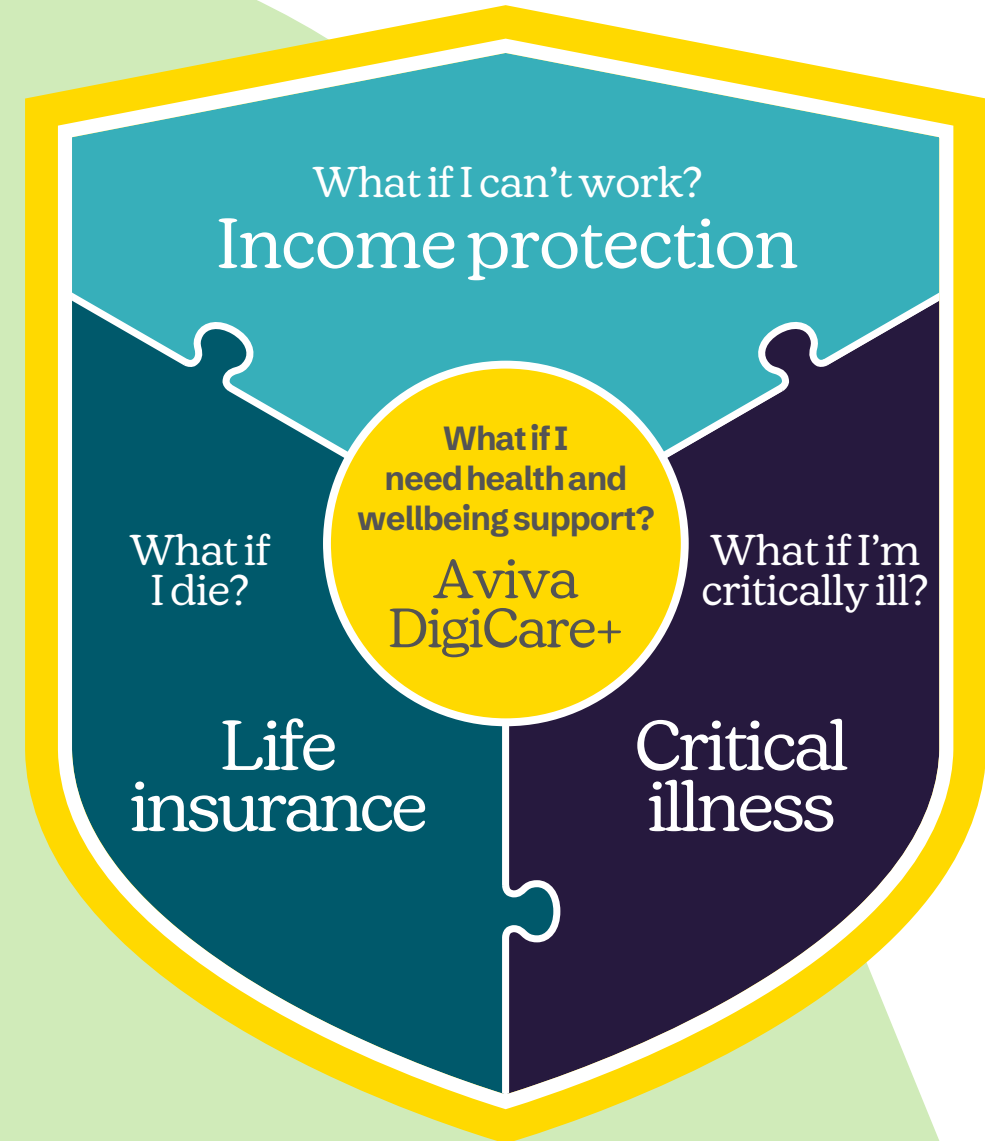 What if I can’t work?
Income protection
What if I
need health and
wellbeing support?
Aviva
DigiCare+
What if
I die?
Life
insurance
What if I’m
critically ill?
Critical
illness